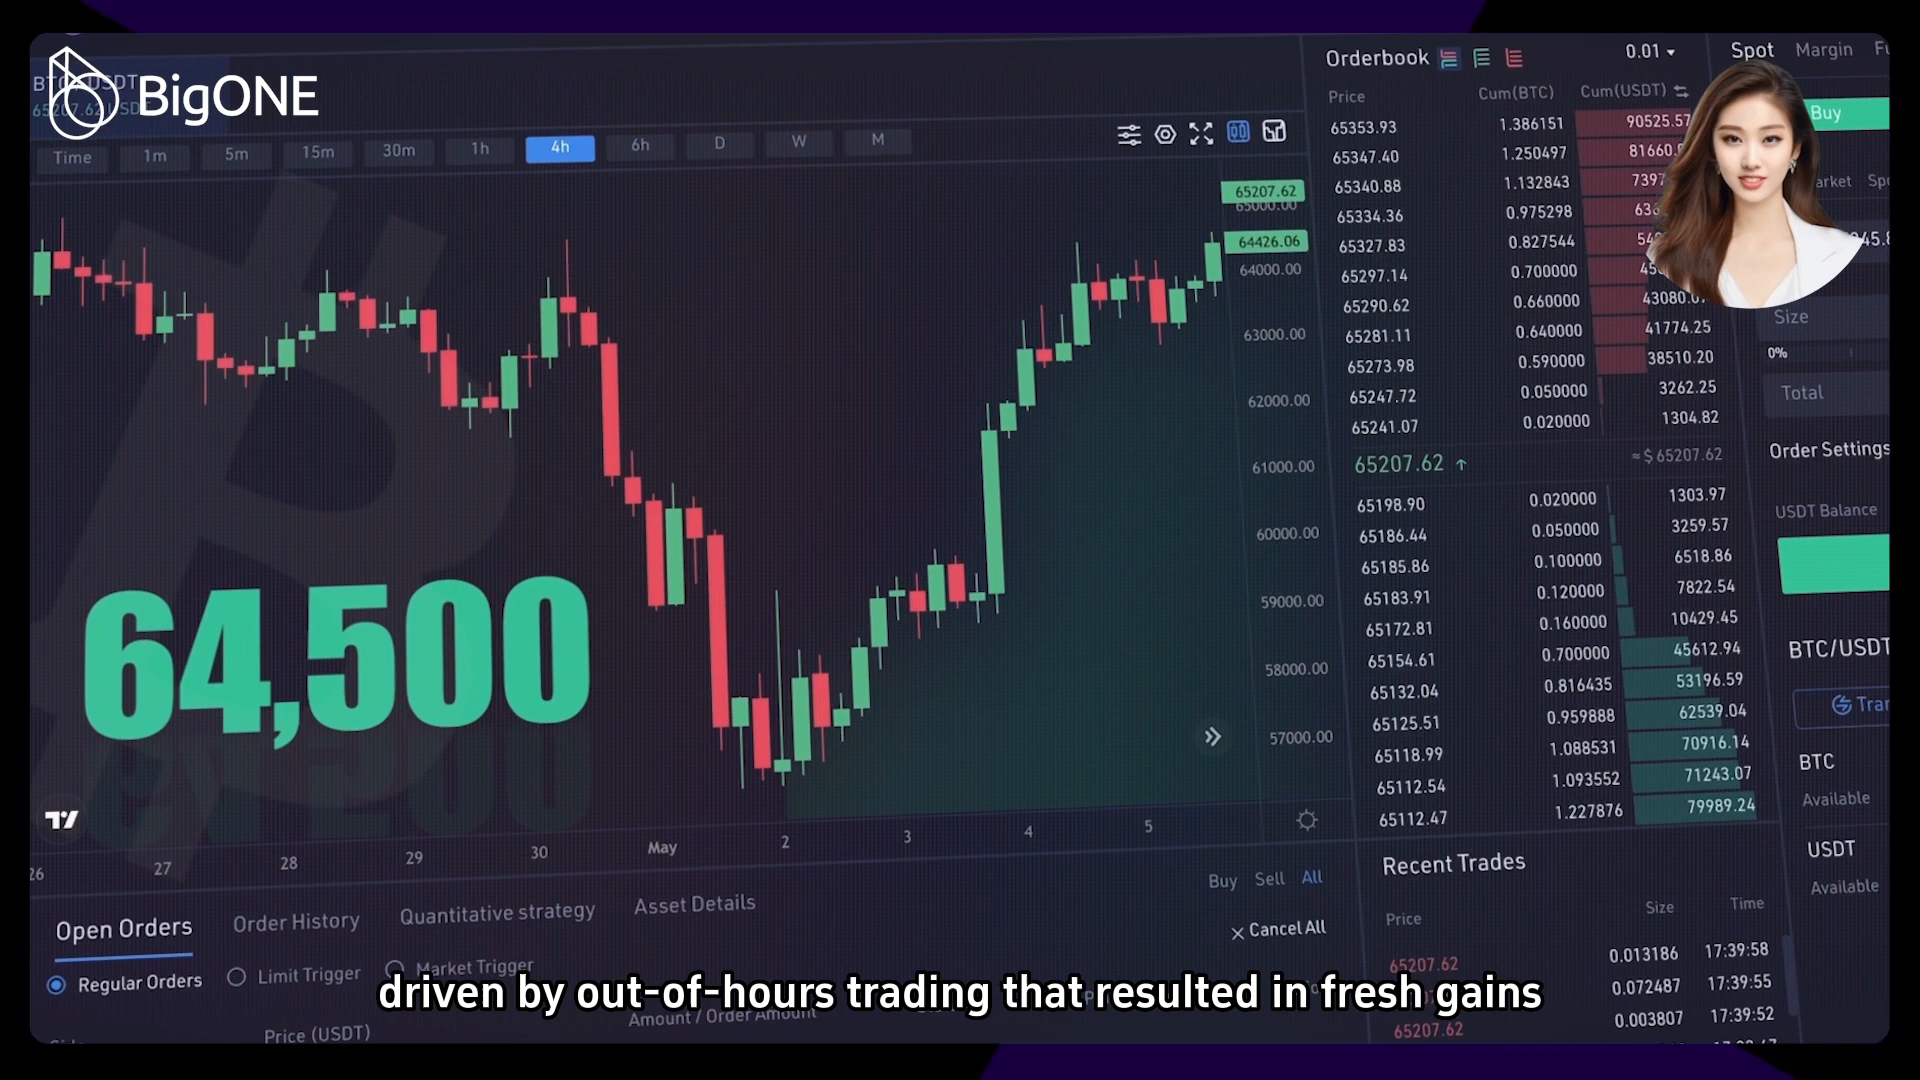 BigONE
BTC/USDT
65207.62 USDT
Time 1m 5m 15m 30m 1h 4h 6h D W M
65207.62
65000.00
64426.06
64000.00
63000.00
62000.00
61000.00
60000.00
59000.00
58000.00
57000.00
64,500
26 27 28 29 30 May 2 3 4 5
Orderbook 0.01
Price Cum(BTC) Cum(USDT)
65353.93 1.386151 90525.57
65347.40 1.250497
65340.88 1.132843
65334.36 0.975298
65327.83 0.827544
65297.14 0.700000
65290.62 0.660000
65281.11 0.640000 41774.25
65273.98 0.590000 38510.20
65247.72 0.050000 3262.25
65241.07 0.020000 1304.82
65207.62 ↑ ≈ $ 65207.62
65198.90 0.020000 1303.97
65186.44 0.050000 3259.57
65185.86 0.100000 6518.86
65183.91 0.120000 7822.54
65172.81 0.160000 10429.45
65154.61 0.700000 45612.94
65132.04 0.816435 53196.59
65125.51 0.959888 62539.04
65118.99 1.088531 70916.14
65112.54 1.093552 71243.07
65112.47 1.227876 79989.24
Recent Trades
Price Size Time
65207.62 0.013186 17:39:58
0.072487 17:39:55
65207.62 0.003807 17:39:52
Spot Margin
Buy
Size
0%
Total
Order Settings
USDT Balance
BTC/USDT
BTC
Available
USDT
Available
Open Orders Order History Quantitative strategy Asset Details
Buy Sell All
Cancel All
Regular Orders Limit Trigger Market Trigger
Price (USDT) Amount / Order Amount
driven by out-of-hours trading that resulted in fresh gains